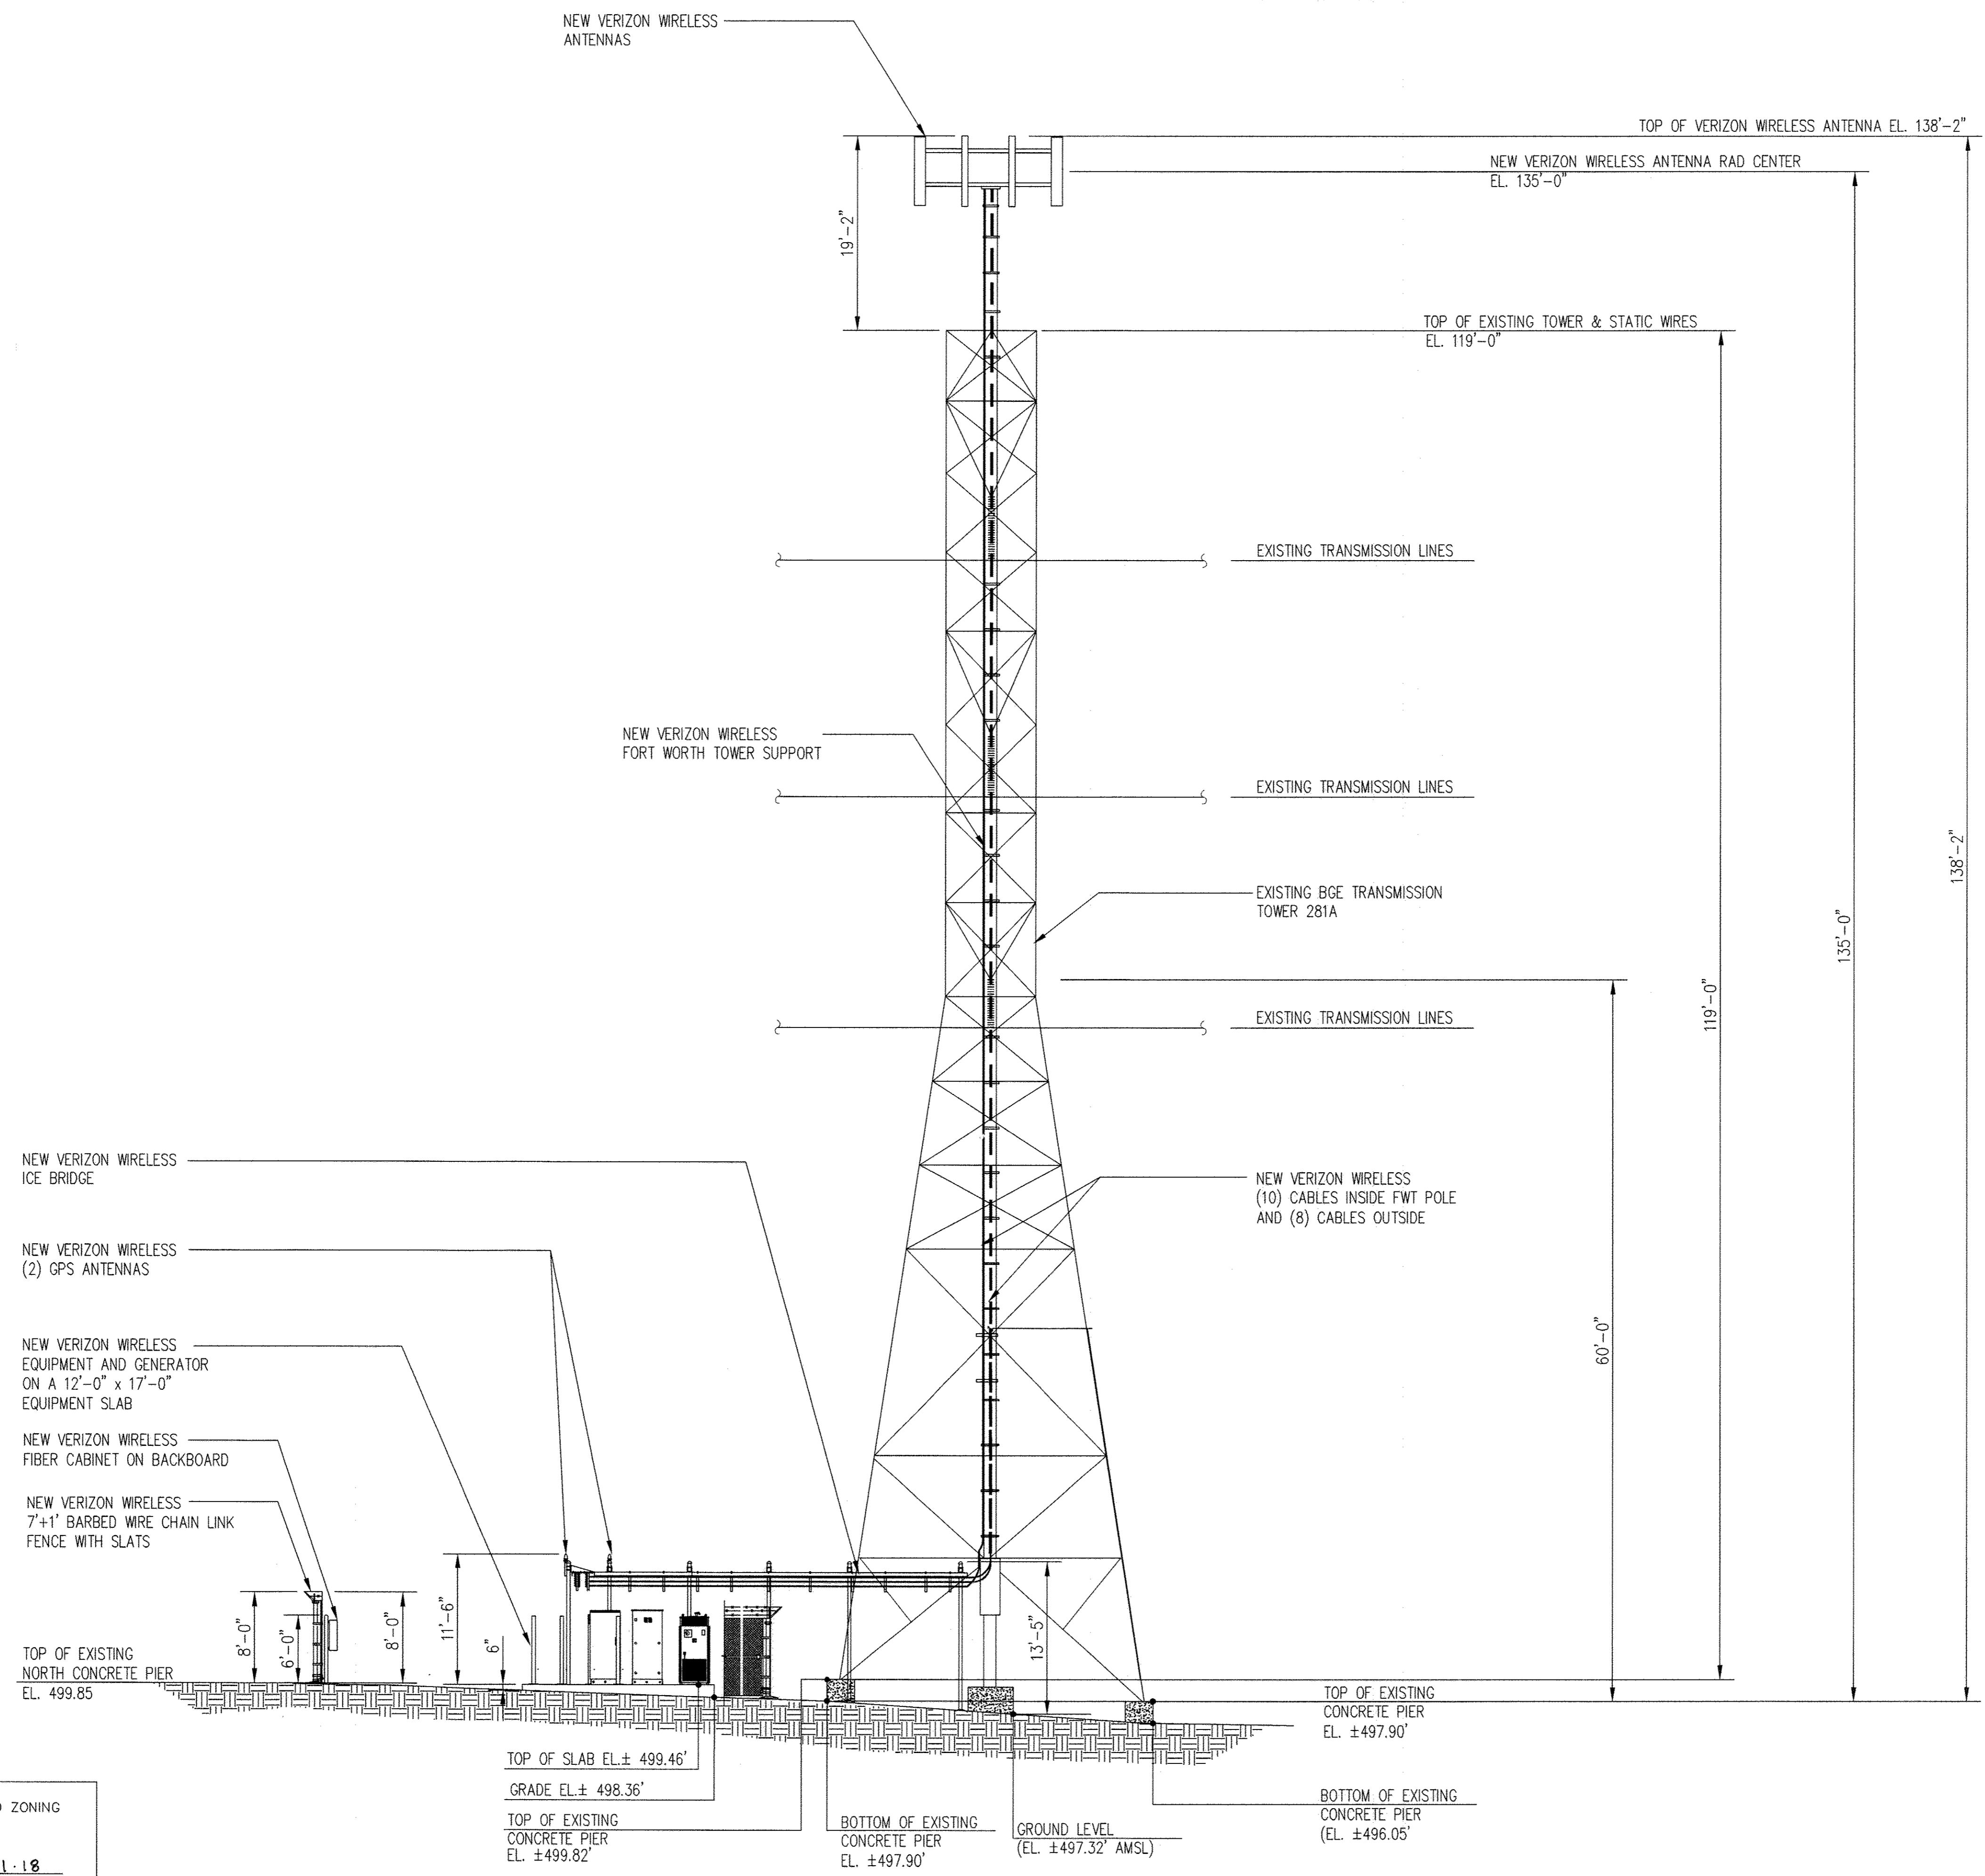 NEW VERIZON WIRELESS
ANTENNAS
TOP OF VERIZON WIRELESS ANTENNA EL. 138'-2"
NEW VERIZON WIRELESS ANTENNA RAD CENTER
EL. 135'-0"
19'-2"
TOP OF EXISTING TOWER & STATIC WIRES
EL. 119'-0"
EXISTING TRANSMISSION LINES
NEW VERIZON WIRELESS
FORT WORTH TOWER SUPPORT
EXISTING TRANSMISSION LINES
138'-2"
EXISTING BGE TRANSMISSION
TOWER 281A
135'-0"
119'-0"
EXISTING TRANSMISSION LINES
NEW VERIZON WIRELESS
ICE BRIDGE
NEW VERIZON WIRELESS
(10) CABLES INSIDE FWT POLE
AND (8) CABLES OUTSIDE
NEW VERIZON WIRELESS
(2) GPS ANTENNAS
60'-0"
NEW VERIZON WIRELESS
EQUIPMENT AND GENERATOR
ON A 12'-0" x 17'-0"
EQUIPMENT SLAB
NEW VERIZON WIRELESS
FIBER CABINET ON BACKBOARD
NEW VERIZON WIRELESS
7'+1' BARBED WIRE CHAIN LINK
FENCE WITH SLATS
8'-0"
6'-0"
8'-0"
11'-6"
6"
13'-5"
TOP OF EXISTING
NORTH CONCRETE PIER
EL. 499.85
TOP OF EXISTING
CONCRETE PIER
EL. ±497.90'
TOP OF SLAB EL.± 499.46'
GRADE EL.± 498.36'
TOP OF EXISTING
CONCRETE PIER
EL. ±499.82'
BOTTOM OF EXISTING
CONCRETE PIER
EL. ±497.90'
GROUND LEVEL
(EL. ±497.32' AMSL)
BOTTOM OF EXISTING
CONCRETE PIER
(EL. ±496.05'
ZONING
1·18